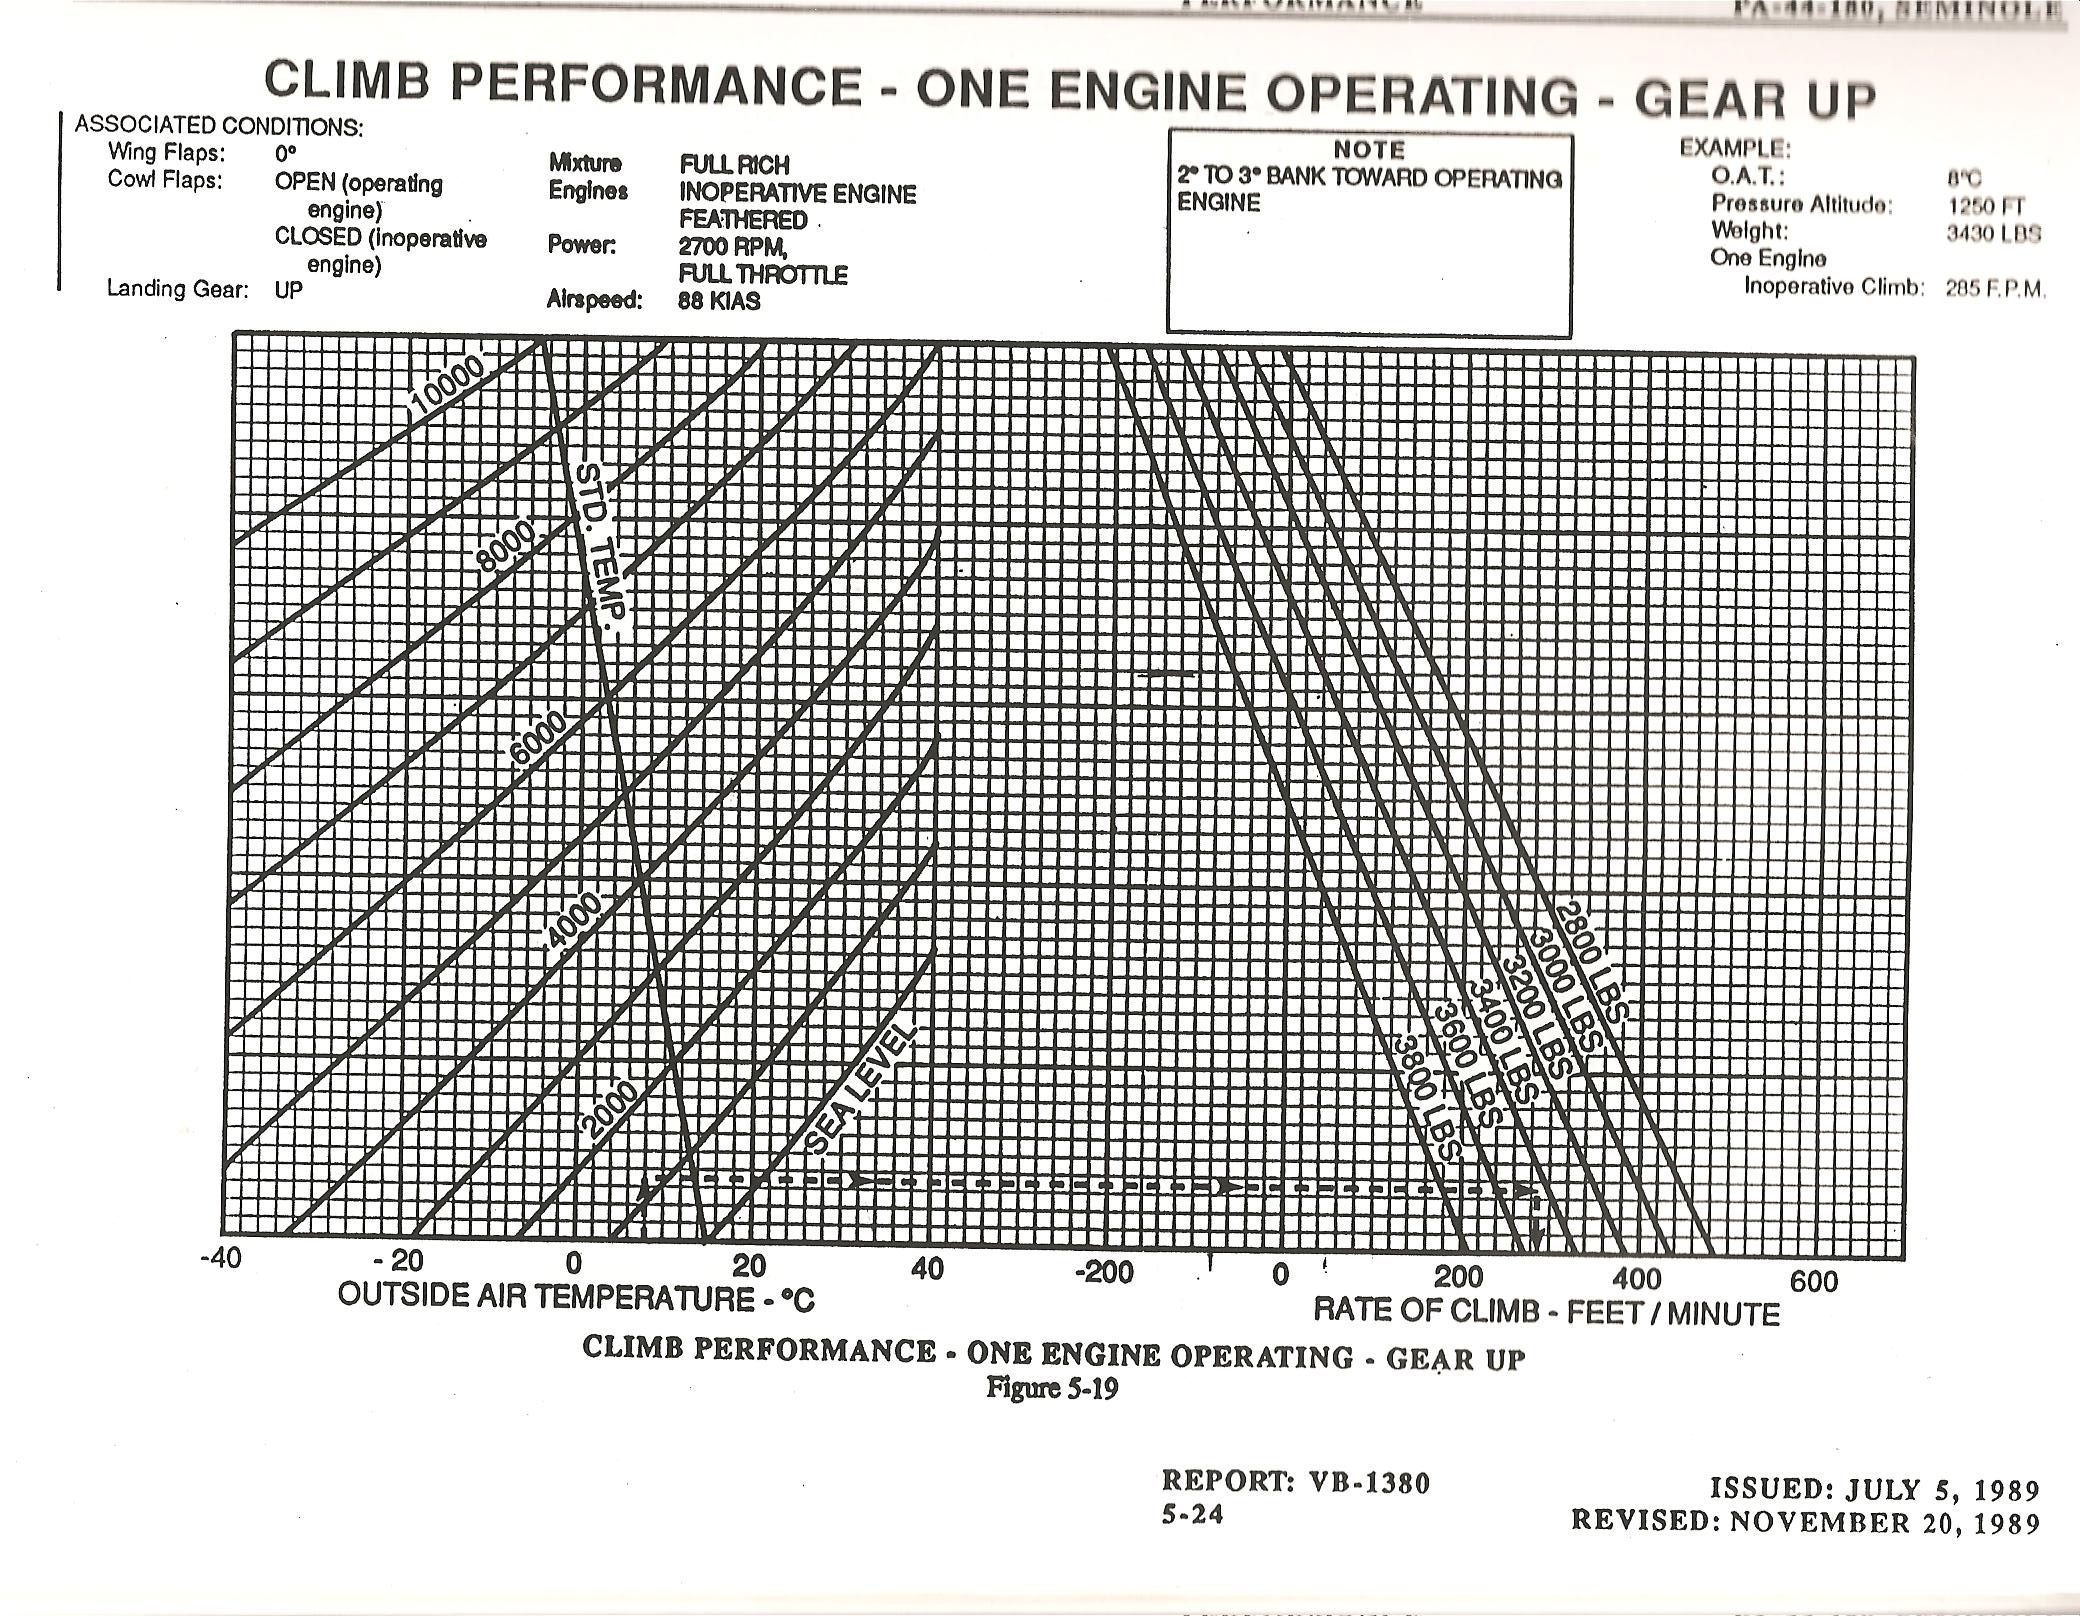 PERFORMANCE
PA-44-180, SEMINOLE
CLIMB PERFORMANCE - ONE ENGINE OPERATING - GEAR UP
ASSOCIATED CONDITIONS:
Wing Flaps: 0°
Cowl Flaps: OPEN (operating
engine)
CLOSED (inoperative
engine)
Landing Gear: UP
Mixture FULL RICH
Engines INOPERATIVE ENGINE
FEATHERED
Power: 2700 RPM,
FULL THROTTLE
Airspeed: 88 KIAS
NOTE
2° TO 3° BANK TOWARD OPERATING
ENGINE
EXAMPLE:
O.A.T.: 8°C
Pressure Altitude: 1250 FT
Weight: 3430 LBS
One Engine
Inoperative Climb: 285 F.P.M.
10000
8000
STD. TEMP.
6000
4000
2000
SEA LEVEL
2800 LBS
3000 LBS
3200 LBS
3400 LBS
3600 LBS
3800 LBS
-40 -20 0 20 40 -200 0 200 400 600
OUTSIDE AIR TEMPERATURE - °C
RATE OF CLIMB - FEET / MINUTE
CLIMB PERFORMANCE - ONE ENGINE OPERATING - GEAR UP
Figure 5-19
REPORT: VB-1380
5-24
ISSUED: JULY 5, 1989
REVISED: NOVEMBER 20, 1989